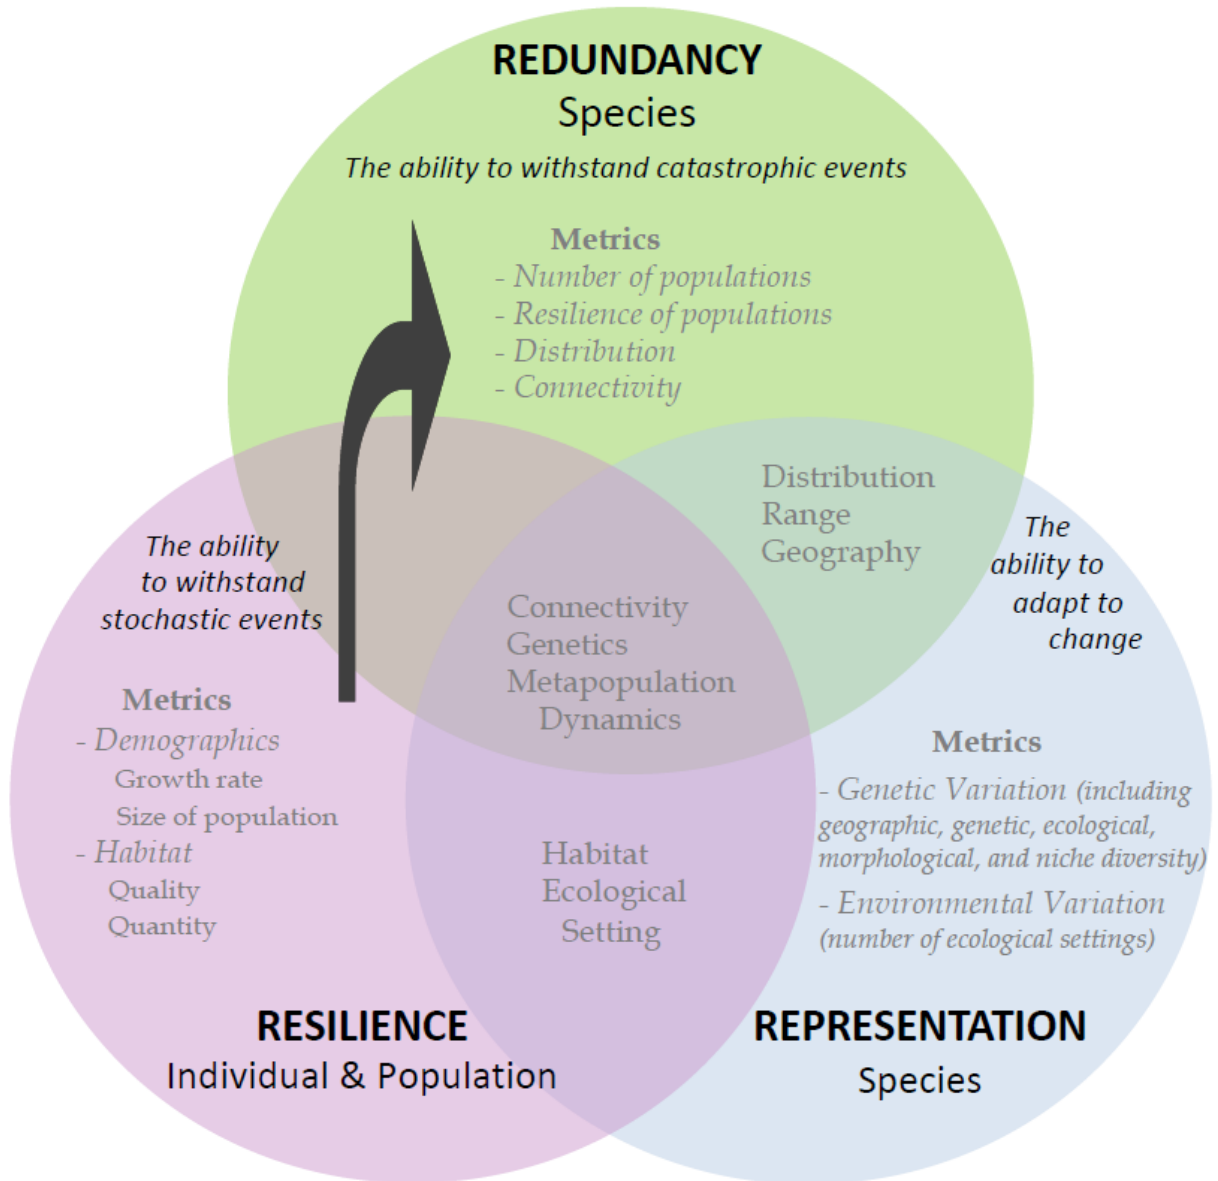 REDUNDANCY
Species
The ability to withstand catastrophic events
Metrics
- Number of populations
- Resilience of populations
- Distribution
- Connectivity
Distribution
Range
Geography
The
ability to
adapt to
change
The ability
to withstand
stochastic events
Connectivity
Genetics
Metapopulation
Dynamics
Metrics
- Demographics
Growth rate
Size of population
- Habitat
Quality
Quantity
Habitat
Ecological
Setting
Metrics
- Genetic Variation (including
geographic, genetic, ecological,
morphological, and niche diversity)
- Environmental Variation
(number of ecological settings)
RESILIENCE
Individual & Population
REPRESENTATION
Species